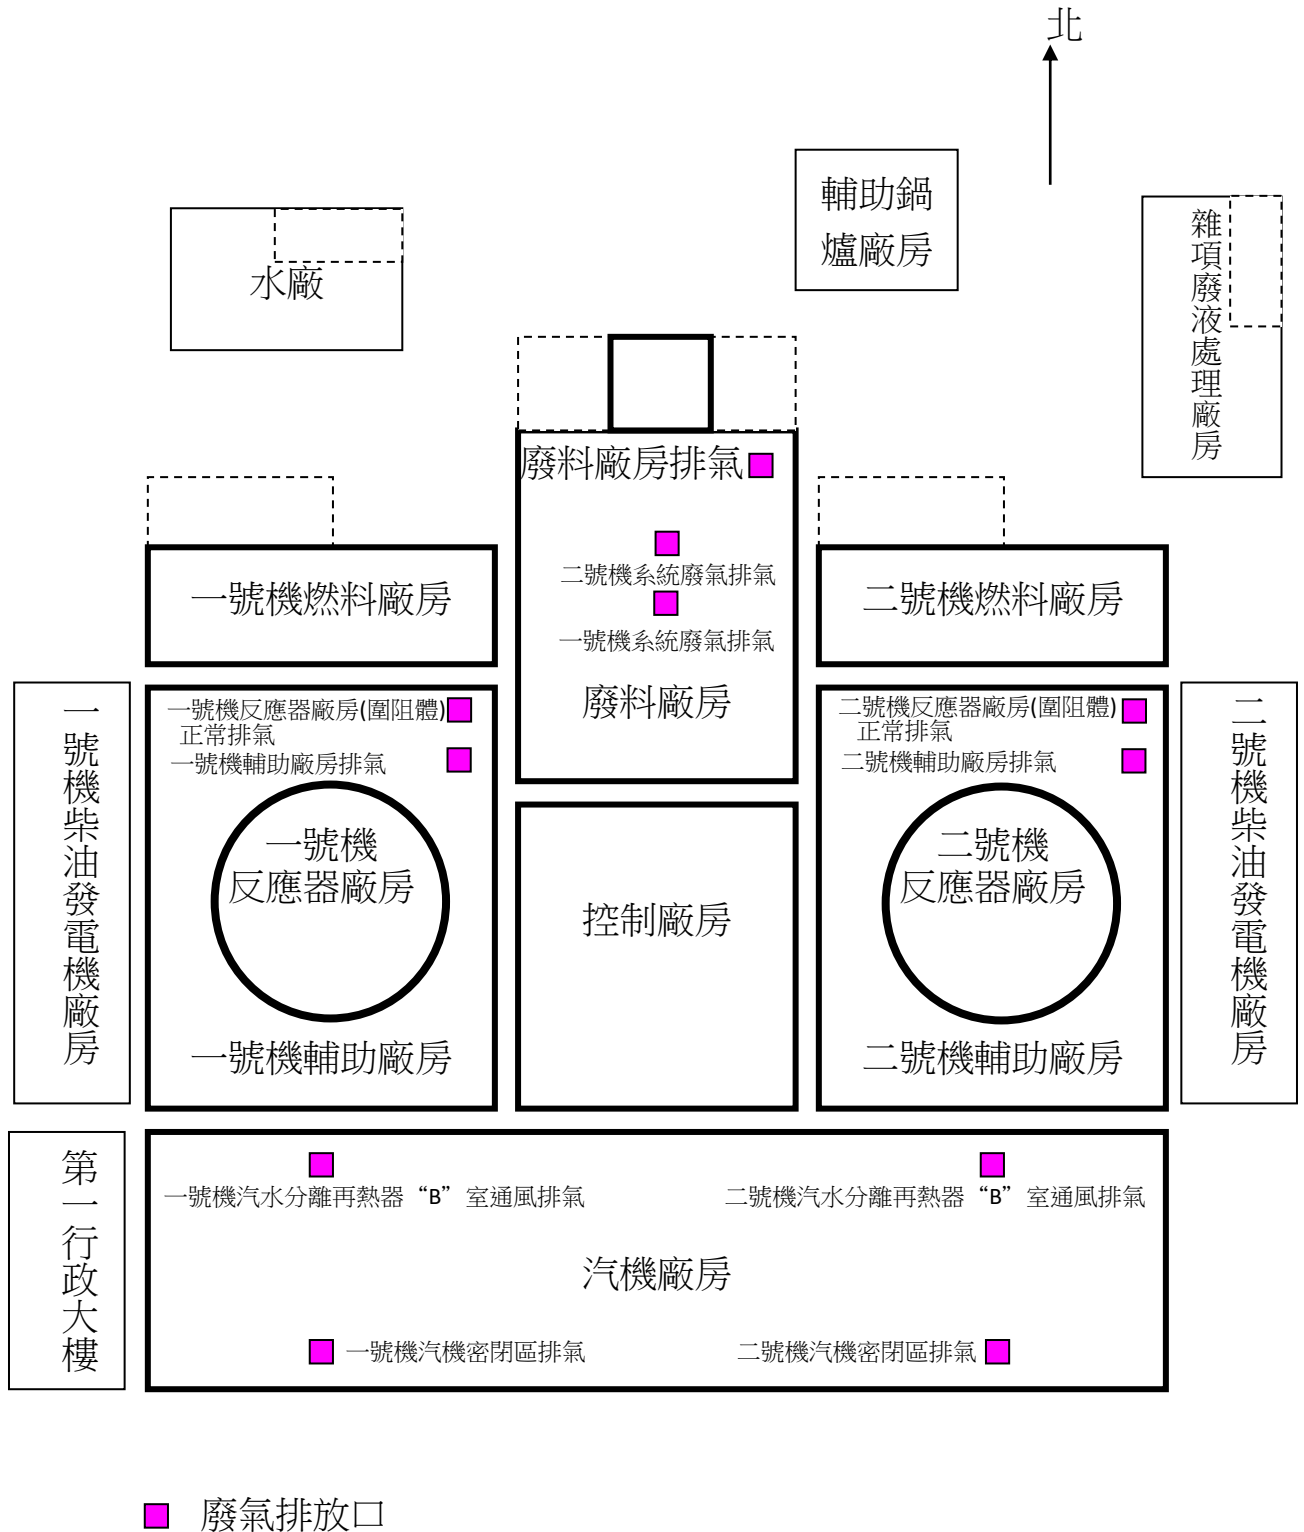 北
輔助鍋
爐廠房
水廠
雜項廢液處理廠房
廢料廠房排氣
二號機系統廢氣排氣
一號機系統廢氣排氣
廢料廠房
一號機燃料廠房
二號機燃料廠房
一號機柴油發電機廠房
一號機反應器廠房(圍阻體)
正常排氣
一號機輔助廠房排氣
一號機
反應器廠房
一號機輔助廠房
控制廠房
二號機反應器廠房(圍阻體)
正常排氣
二號機輔助廠房排氣
二號機
反應器廠房
二號機輔助廠房
二號機柴油發電機廠房
第一行政大樓
一號機汽水分離再熱器“B”室通風排氣
二號機汽水分離再熱器“B”室通風排氣
汽機廠房
一號機汽機密閉區排氣
二號機汽機密閉區排氣
廢氣排放口